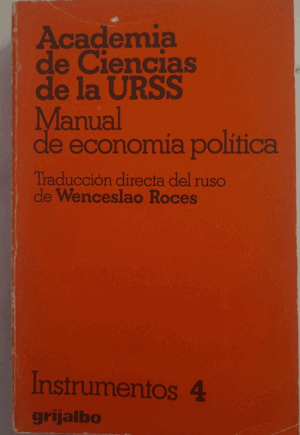 Academia
de Ciencias
de la URSS
Manual
de economía política
Traducción directa del ruso
de Wenceslao Roces
Instrumentos 4
grijalbo